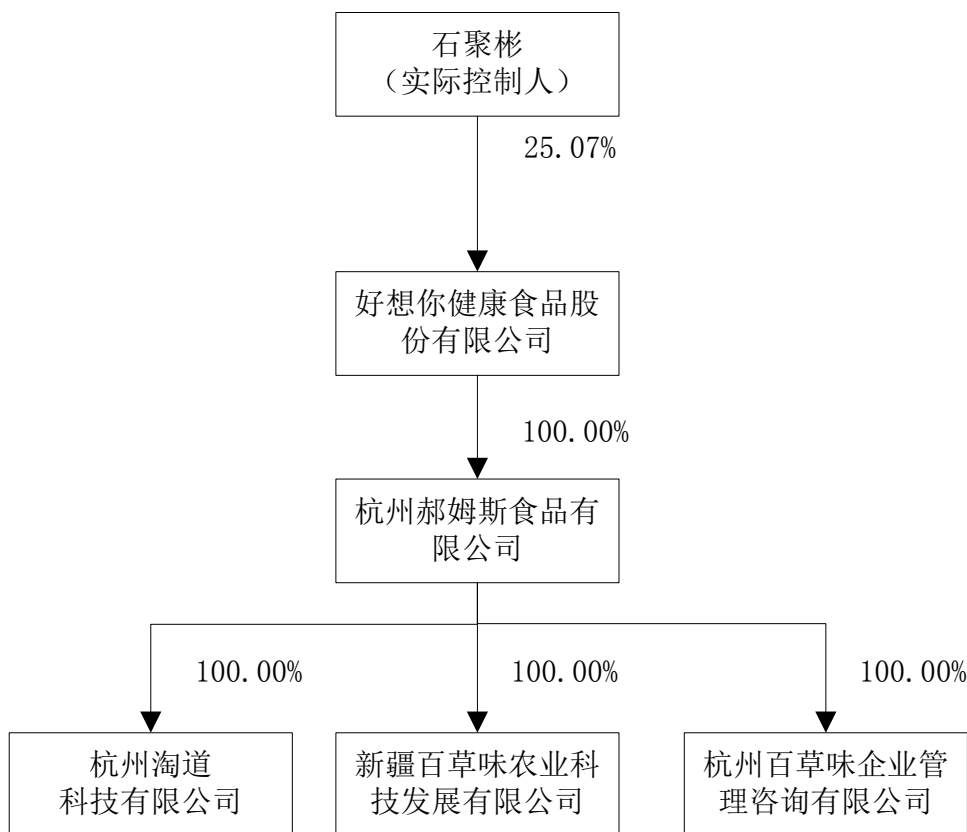 石聚彬
（实际控制人）
25.07%
好想你健康食品股
份有限公司
100.00%
杭州郝姆斯食品有
限公司
100.00%
100.00%
100.00%
杭州淘道
科技有限公司
新疆百草味农业科
技发展有限公司
杭州百草味企业管
理咨询有限公司